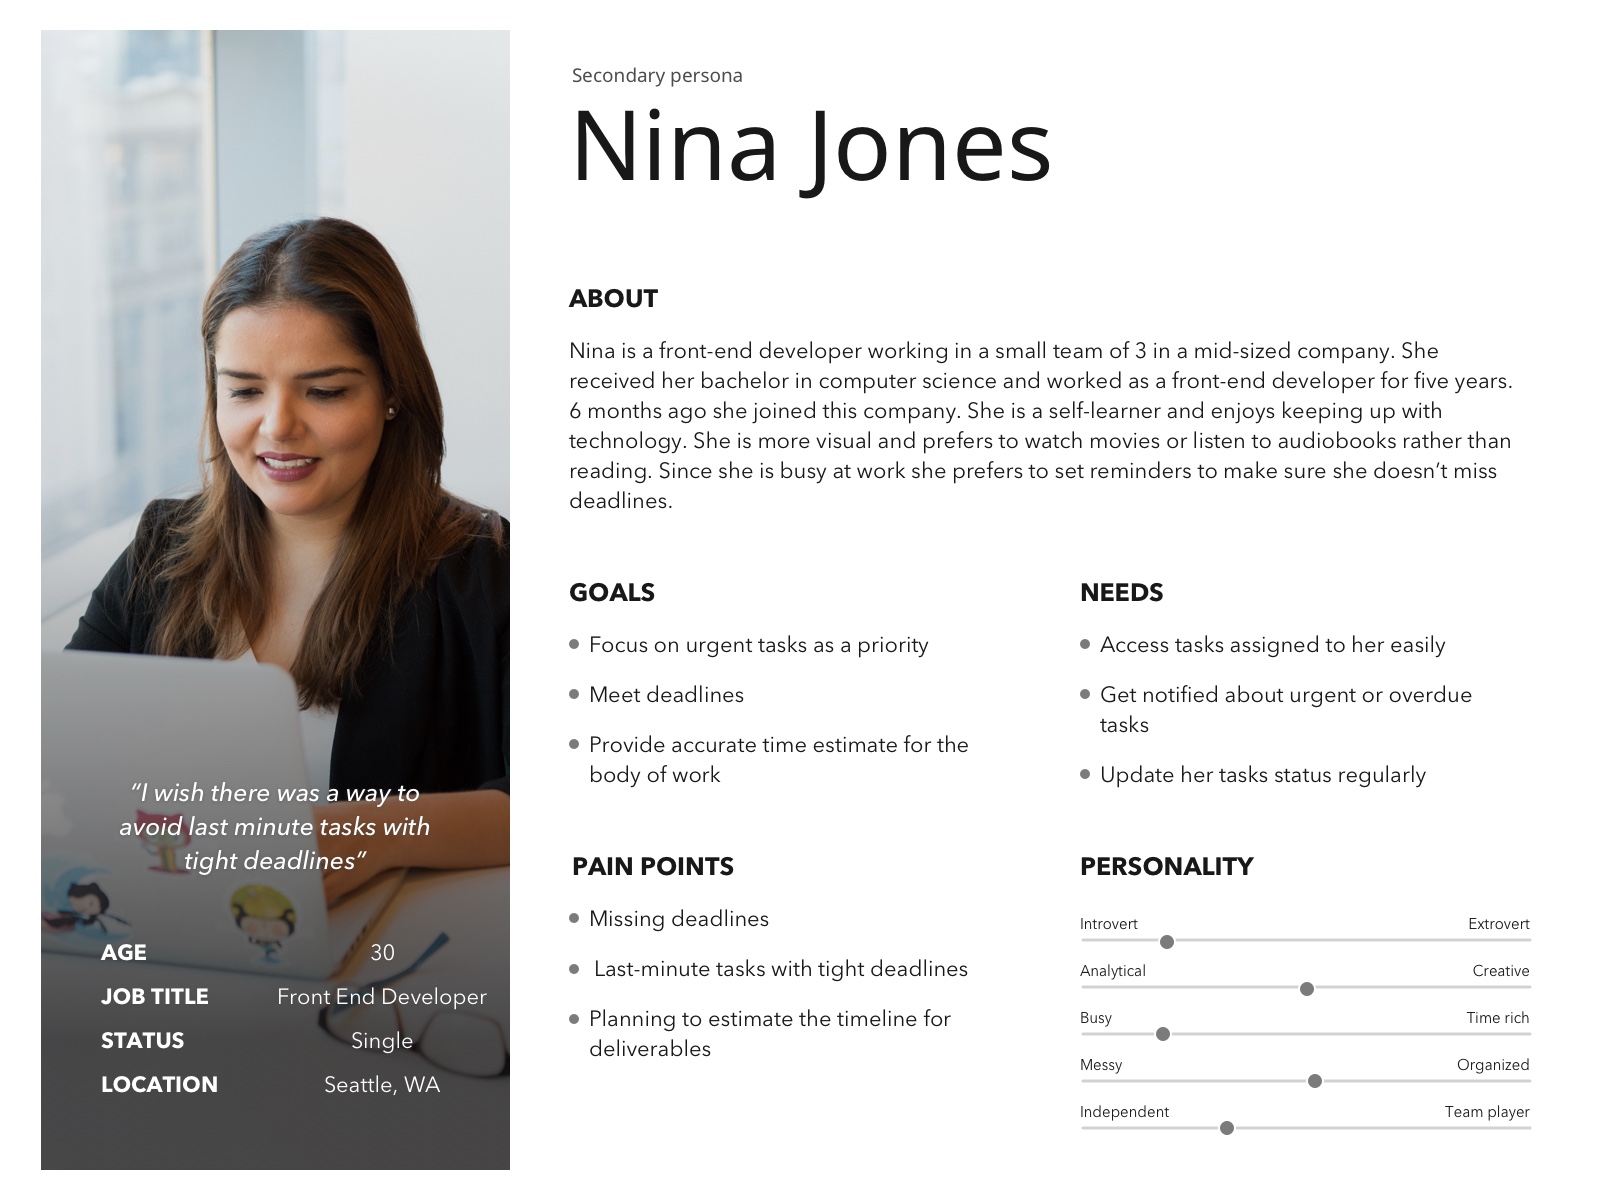 Secondary persona
Nina Jones
ABOUT
Nina is a front-end developer working in a small team of 3 in a mid-sized company. She
received her bachelor in computer science and worked as a front-end developer for five years.
6 months ago she joined this company. She is a self-learner and enjoys keeping up with
technology. She is more visual and prefers to watch movies or listen to audiobooks rather than
reading. Since she is busy at work she prefers to set reminders to make sure she doesn’t miss
deadlines.
GOALS
Focus on urgent tasks as a priority
Meet deadlines
Provide accurate time estimate for the
body of work
NEEDS
Access tasks assigned to her easily
Get notified about urgent or overdue
tasks
Update her tasks status regularly
PAIN POINTS
Missing deadlines
Last-minute tasks with tight deadlines
Planning to estimate the timeline for
deliverables
PERSONALITY
Introvert Extrovert
Analytical Creative
Busy Time rich
Messy Organized
Independent Team player
“I wish there was a way to
avoid last minute tasks with
tight deadlines”
AGE 30
JOB TITLE Front End Developer
STATUS Single
LOCATION Seattle, WA